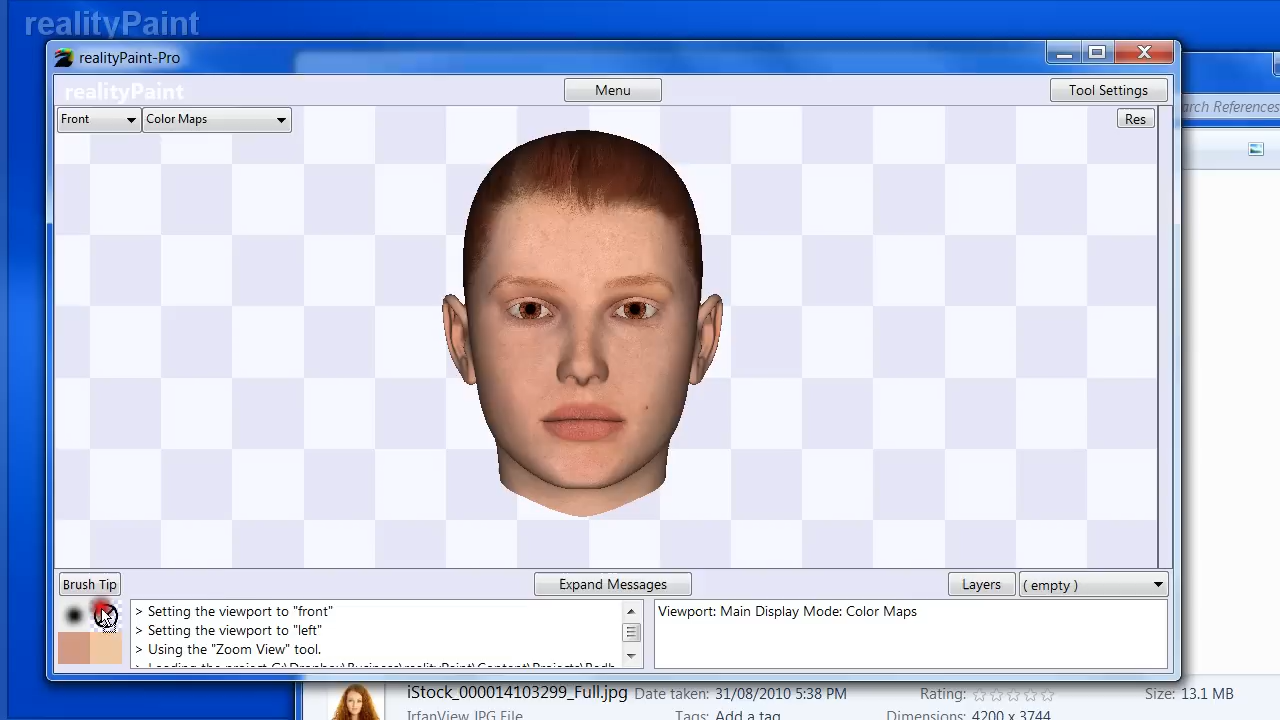 realityPaint
realityPaint-Pro
realityPaint
Menu
Tool Settings
Front
Color Maps
Res
arch References
Brush Tip
Expand Messages
Layers
( empty )
> Setting the viewport to "front"
> Setting the viewport to "left"
> Using the "Zoom View" tool.
> Loading the project
Viewport: Main Display Mode: Color Maps
iStock_000014103299_Full.jpg
Date taken: 31/08/2010 5:38 PM
Rating:
Size: 13.1 MB
IrfanView JPG File
Tags: Add a tag
Dimensions: 4200 x 3744